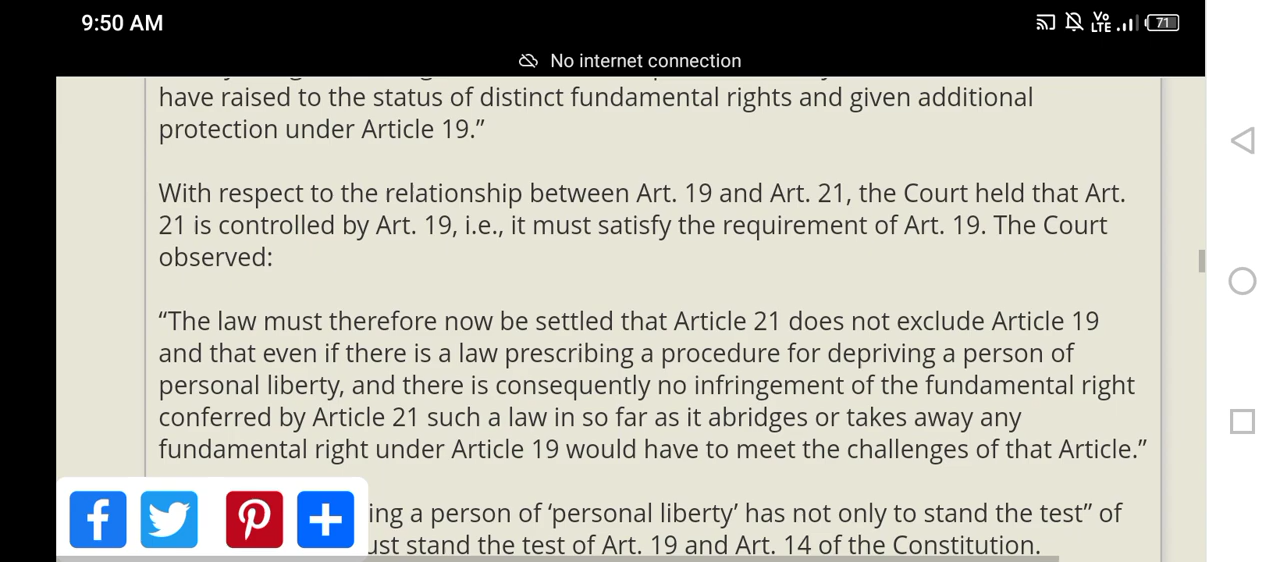 9:50 AM
Vo
LTE
71
No internet connection
have raised to the status of distinct fundamental rights and given additional
protection under Article 19.”
With respect to the relationship between Art. 19 and Art. 21, the Court held that Art.
21 is controlled by Art. 19, i.e., it must satisfy the requirement of Art. 19. The Court
observed:
“The law must therefore now be settled that Article 21 does not exclude Article 19
and that even if there is a law prescribing a procedure for depriving a person of
personal liberty, and there is consequently no infringement of the fundamental right
conferred by Article 21 such a law in so far as it abridges or takes away any
fundamental right under Article 19 would have to meet the challenges of that Article.”
ing a person of ‘personal liberty’ has not only to stand the test” of
ust stand the test of Art. 19 and Art. 14 of the Constitution.